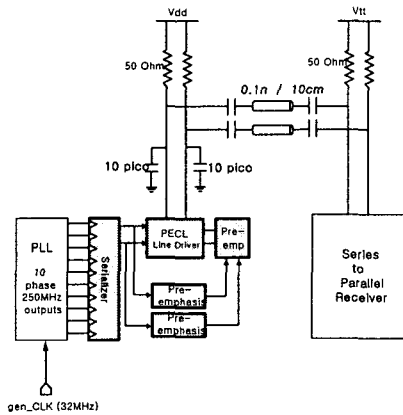 Vdd
Vtt
50 Ohm
50 Ohm
0.1n / 10cm
10 pico
10 pico
PLL
10
phase
250MHz
outputs
Serializer
PECL
Line Driver
Pre-
emp
Pre-
emphasis
Pre-
emphasis
Series
to
Parallel
Receiver
gen_CLK (32MHz)